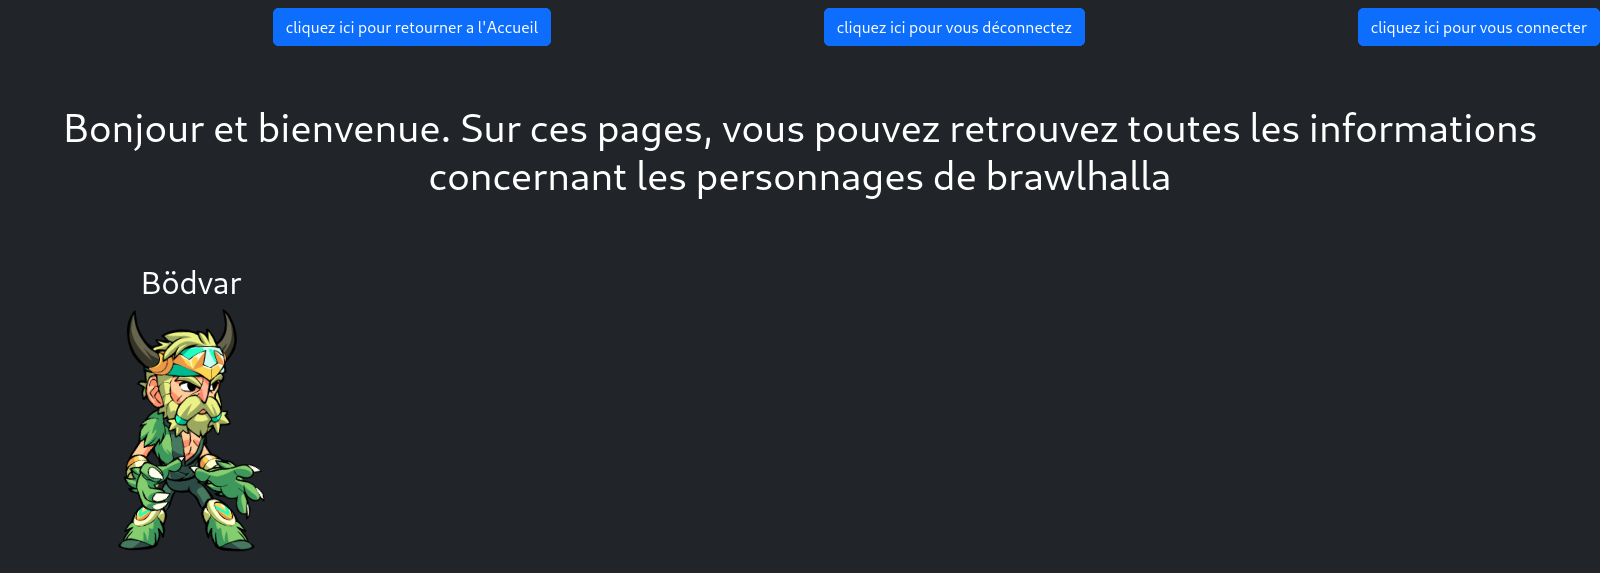 cliquez ici pour retourner a l'Accueil
cliquez ici pour vous déconnectez
cliquez ici pour vous connecter
Bonjour et bienvenue. Sur ces pages, vous pouvez retrouvez toutes les informations
concernant les personnages de brawlhalla
Bödvar